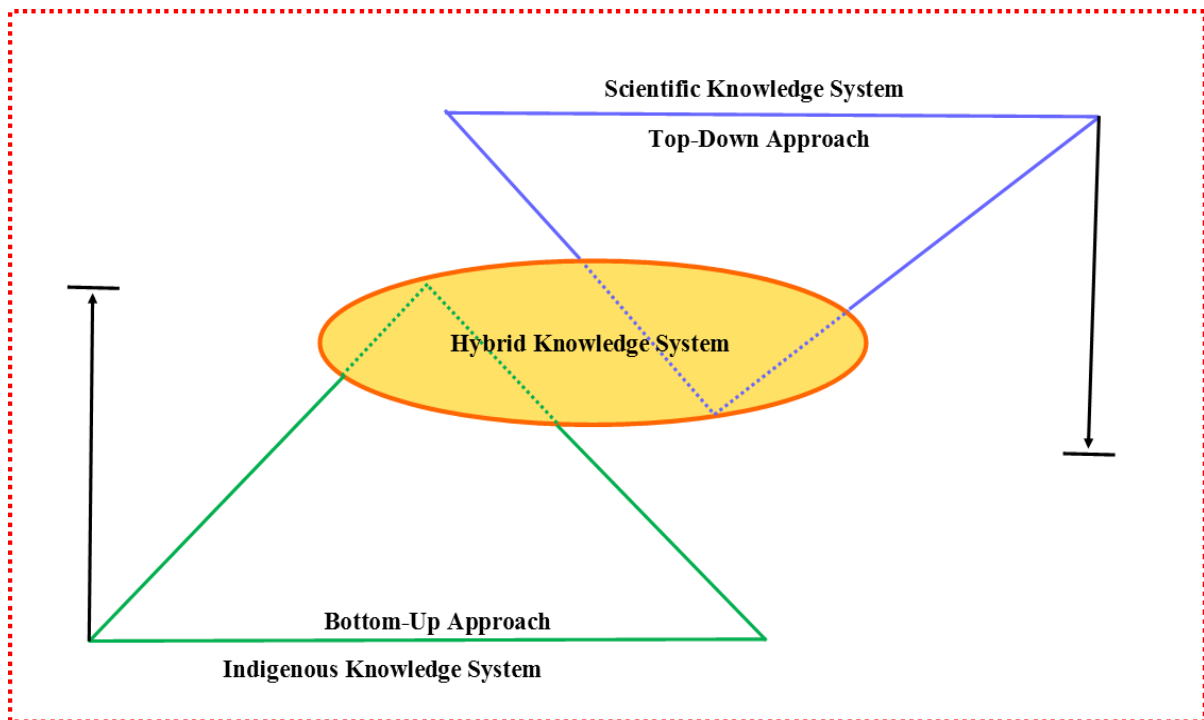 Scientific Knowledge System
Top-Down Approach
Hybrid Knowledge System
Bottom-Up Approach
Indigenous Knowledge System